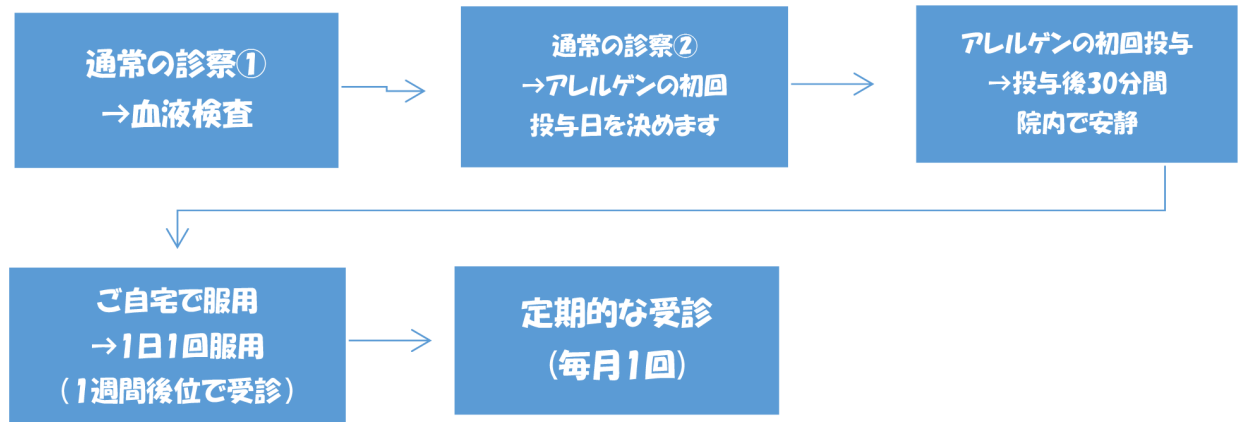 通常の診察①
→血液検査
通常の診察②
→アレルゲンの初回
投与日を決めます
アレルゲンの初回投与
→投与後30分間
院内で安静
ご自宅で服用
→1日1回服用
(1週間後位で受診)
定期的な受診
(毎月1回)